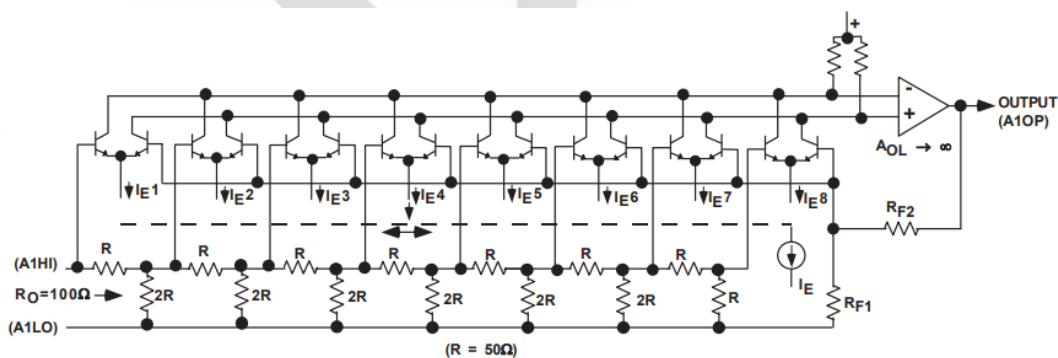 +
-
+
OUTPUT
(A1OP)
AOL → ∞
IE1
IE2
IE3
IE4
IE5
IE6
IE7
IE8
RF2
(A1HI)
R
R
R
R
R
R
R
RO=100Ω
2R
2R
2R
2R
2R
2R
R
IE
RF1
(A1LO)
(R = 50Ω)